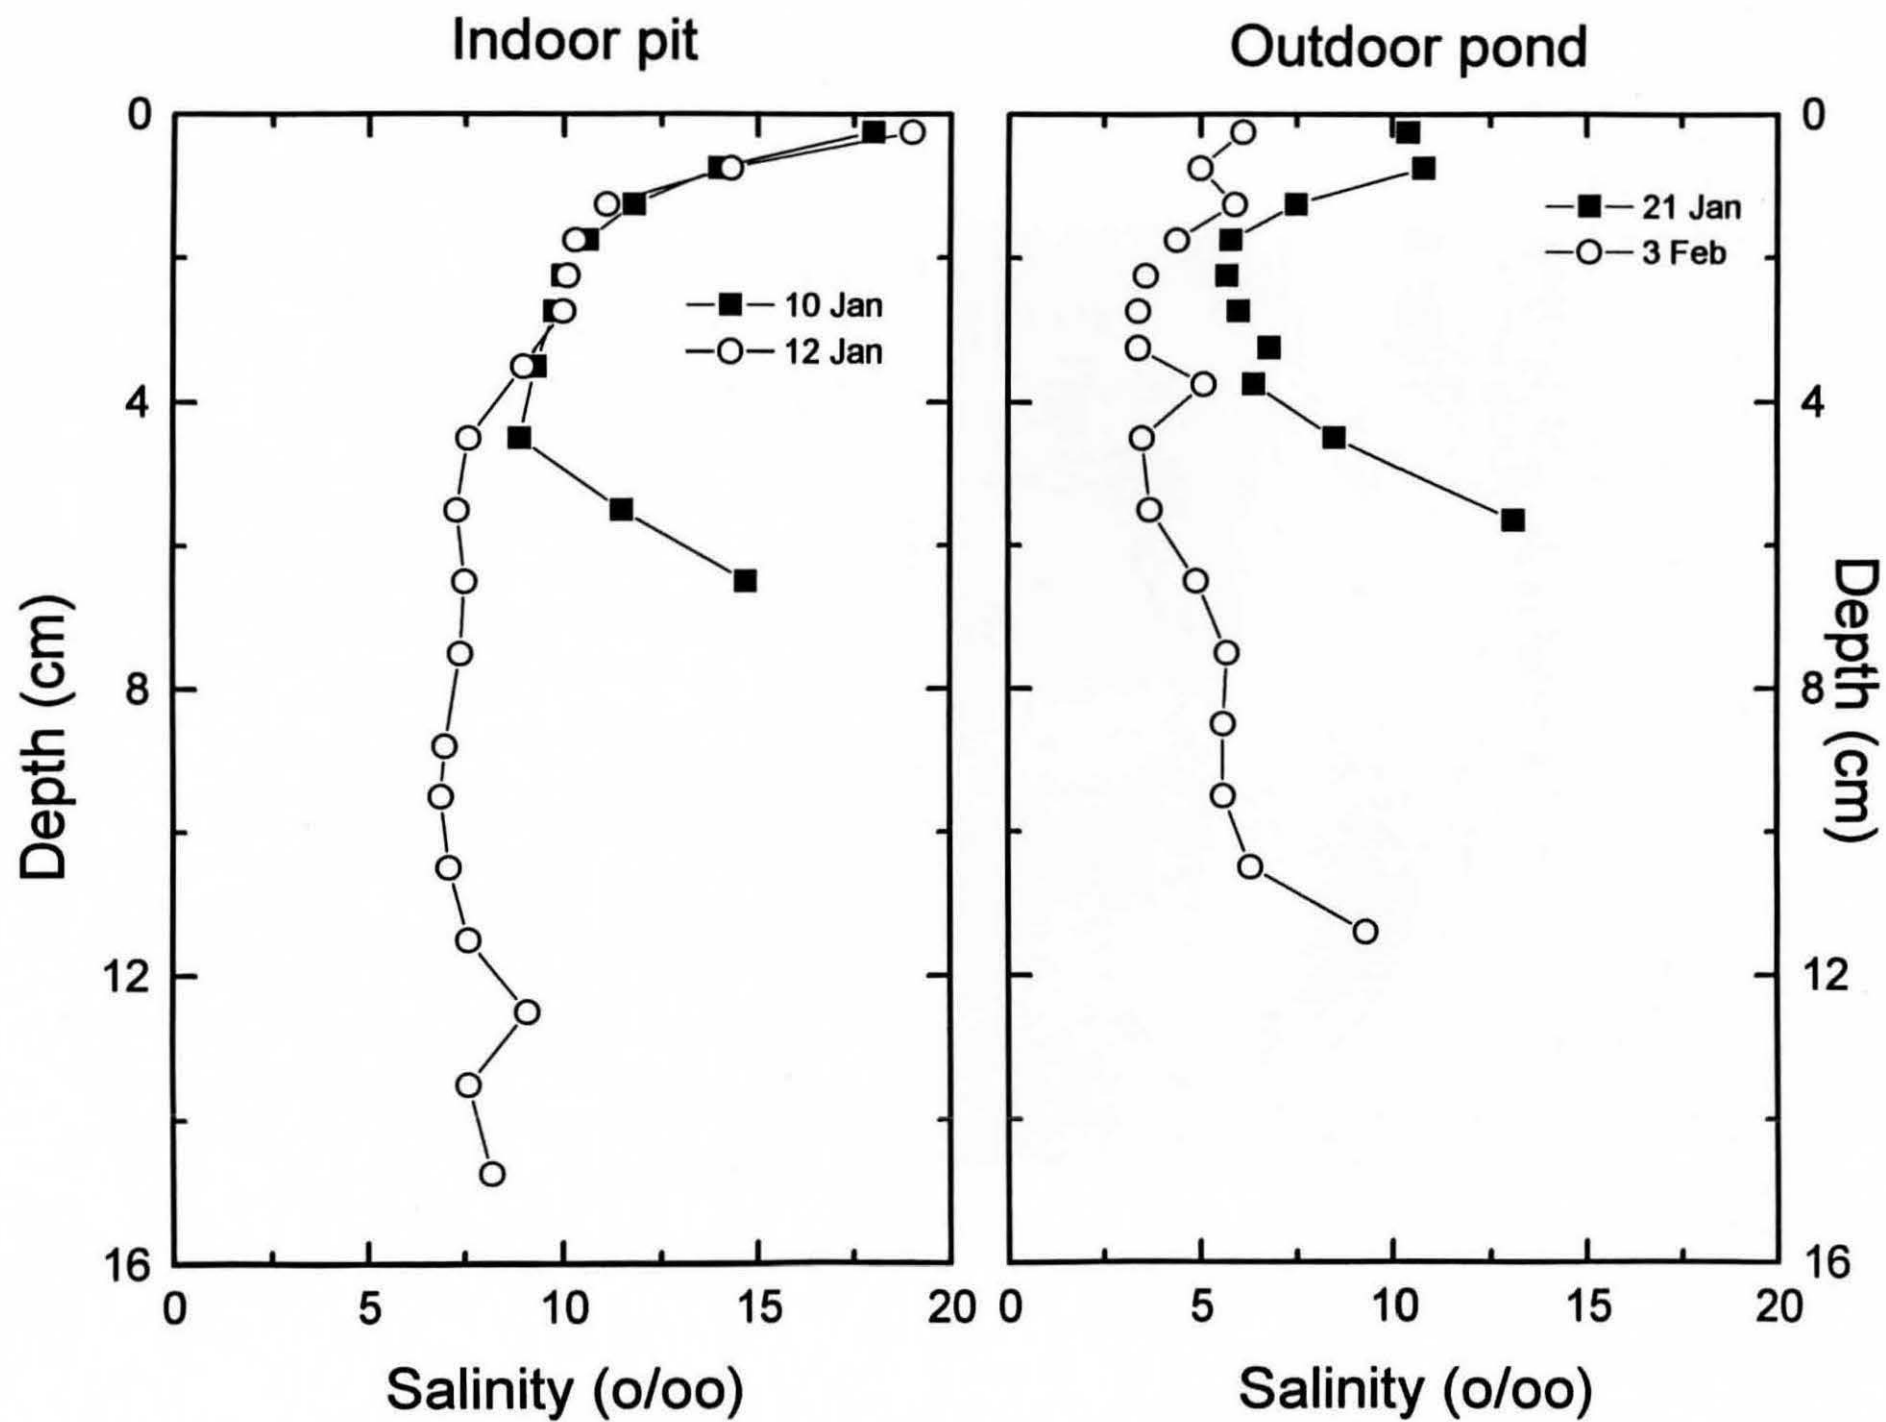 Indoor pit
Outdoor pond
0
4
8
12
16
Depth (cm)
10 Jan
12 Jan
0 5 10 15 20
Salinity (o/oo)
21 Jan
3 Feb
0
4
8
12
16
Depth (cm)
0 5 10 15 20
Salinity (o/oo)